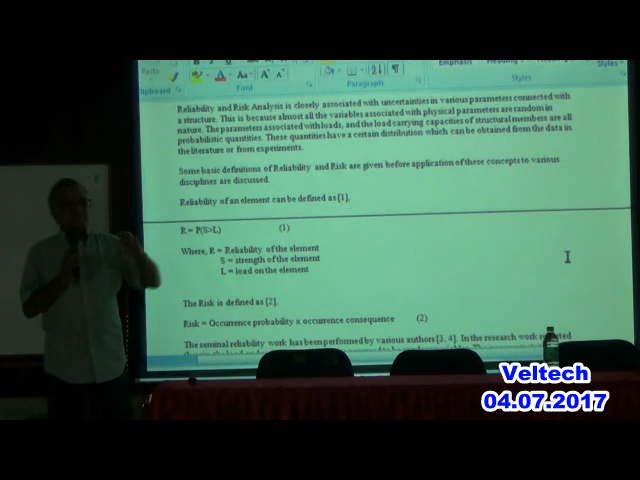 Paste
Clipboard
Font
Paragraph
Styles
Emphasis
Styles
Reliability and Risk Analysis is closely associated with uncertainties in various parameters connected with
a structure. This is because almost all the variables associated with physical parameters are random in
nature. The parameters associated with loads, and the load carrying capacities of structural members are all
probabilistic quantities. These quantities have a certain distribution which can be obtained from the data in
the literature or from experiments.
Some basic definitions of Reliability and Risk are given before application of these concepts to various
disciplines are discussed.
Reliability of an element can be defined as [1],
R = P(S>L) (1)
Where, R = Reliability of the element
S = strength of the element
L = load on the element
The Risk is defined as [2],
Risk = Occurrence probability x occurrence consequence (2)
The seminal reliability work has been performed by various authors [3, 4]. In the research work reported
Veltech
04.07.2017